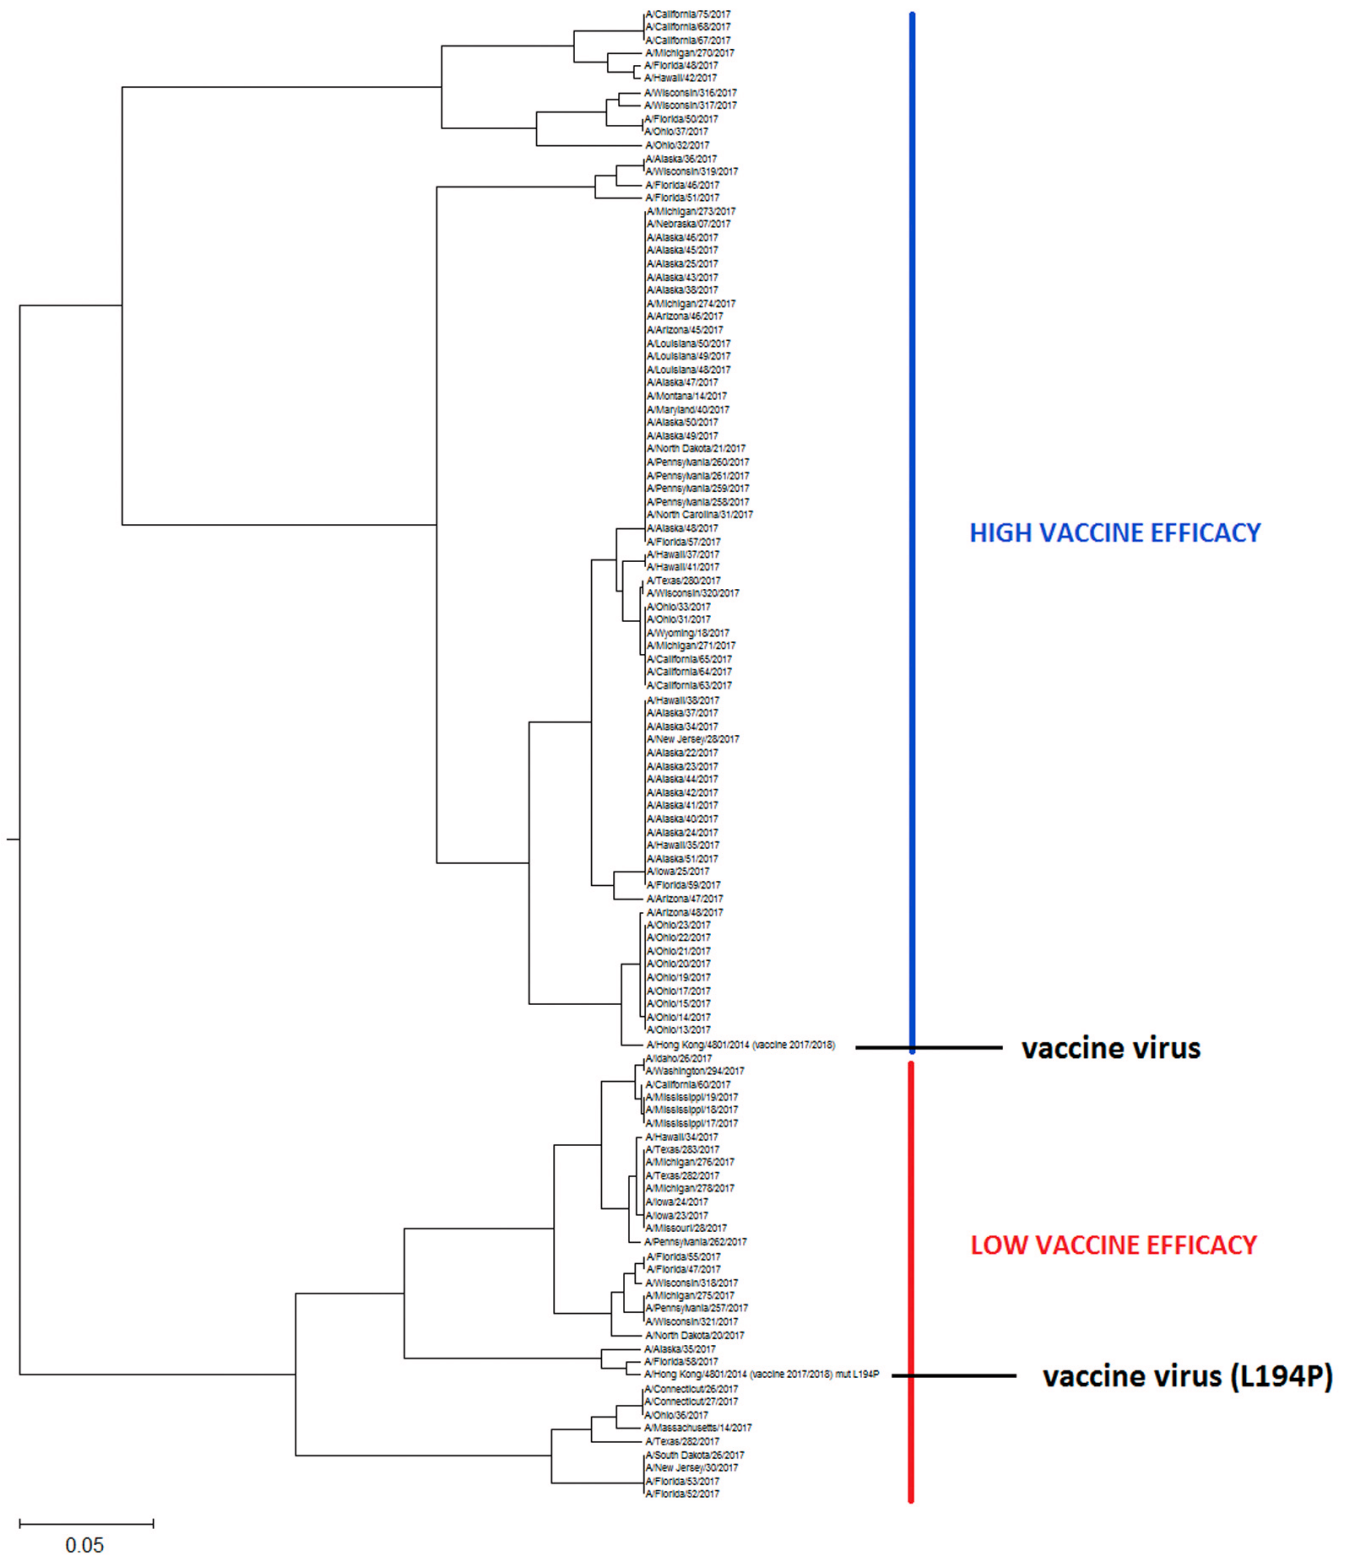 A/California/75/2017
A/California/68/2017
A/California/67/2017
A/Michigan/270/2017
A/Florida/48/2017
A/Hawaii/42/2017
A/Wisconsin/316/2017
A/Wisconsin/317/2017
A/Florida/50/2017
A/Ohio/37/2017
A/Ohio/32/2017
A/Alaska/36/2017
A/Wisconsin/319/2017
A/Florida/46/2017
A/Florida/51/2017
A/Michigan/273/2017
A/Nebraska/07/2017
A/Alaska/46/2017
A/Alaska/45/2017
A/Alaska/25/2017
A/Alaska/43/2017
A/Alaska/38/2017
A/Michigan/274/2017
A/Arizona/46/2017
A/Arizona/45/2017
A/Louisiana/50/2017
A/Louisiana/49/2017
A/Louisiana/48/2017
A/Alaska/47/2017
A/Montana/14/2017
A/Maryland/40/2017
A/Alaska/50/2017
A/Alaska/49/2017
A/North Dakota/21/2017
A/Pennsylvania/260/2017
A/Pennsylvania/261/2017
A/Pennsylvania/259/2017
A/Pennsylvania/258/2017
A/North Carolina/31/2017
A/Alaska/48/2017
HIGH VACCINE EFFICACY
A/Florida/57/2017
A/Hawaii/37/2017
A/Hawaii/41/2017
A/Texas/280/2017
A/Wisconsin/320/2017
A/Ohio/33/2017
A/Ohio/31/2017
A/Wyoming/18/2017
A/Michigan/271/2017
A/California/65/2017
A/California/64/2017
A/California/63/2017
A/Hawaii/38/2017
A/Alaska/37/2017
A/Alaska/34/2017
A/New Jersey/28/2017
A/Alaska/22/2017
A/Alaska/23/2017
A/Alaska/44/2017
A/Alaska/42/2017
A/Alaska/41/2017
A/Alaska/40/2017
A/Alaska/24/2017
A/Hawaii/35/2017
A/Alaska/51/2017
A/Iowa/25/2017
A/Florida/59/2017
A/Arizona/47/2017
A/Arizona/48/2017
A/Ohio/23/2017
A/Ohio/22/2017
A/Ohio/21/2017
A/Ohio/20/2017
A/Ohio/19/2017
A/Ohio/17/2017
A/Ohio/15/2017
A/Ohio/14/2017
A/Ohio/13/2017
A/Hong Kong/4801/2014 (vaccine 2017/2018)
vaccine virus
A/Idaho/26/2017
A/Washington/294/2017
A/California/60/2017
A/Mississippi/19/2017
A/Mississippi/18/2017
A/Mississippi/17/2017
A/Hawaii/34/2017
A/Texas/283/2017
A/Michigan/276/2017
A/Texas/282/2017
A/Michigan/278/2017
A/Iowa/24/2017
A/Iowa/23/2017
A/Missouri/28/2017
A/Pennsylvania/262/2017
LOW VACCINE EFFICACY
A/Florida/55/2017
A/Florida/47/2017
A/Wisconsin/318/2017
A/Michigan/275/2017
A/Pennsylvania/257/2017
A/Wisconsin/321/2017
A/North Dakota/20/2017
A/Alaska/35/2017
A/Florida/58/2017
A/Hong Kong/4801/2014 (vaccine 2017/2018) mut L194P
vaccine virus (L194P)
A/Connecticut/26/2017
A/Connecticut/27/2017
A/Ohio/36/2017
A/Massachusetts/14/2017
A/Texas/282/2017
A/South Dakota/26/2017
A/New Jersey/30/2017
A/Florida/53/2017
A/Florida/52/2017
0.05